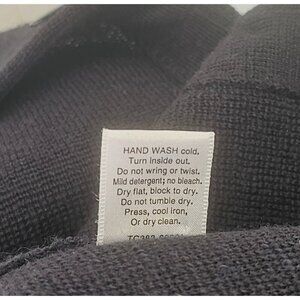 HAND WASH cold.
Turn inside out.
Do not wring or twist.
Mild detergent; no bleach.
Dry flat, block to dry.
Do not tumble dry.
Press, cool iron,
Or dry clean.